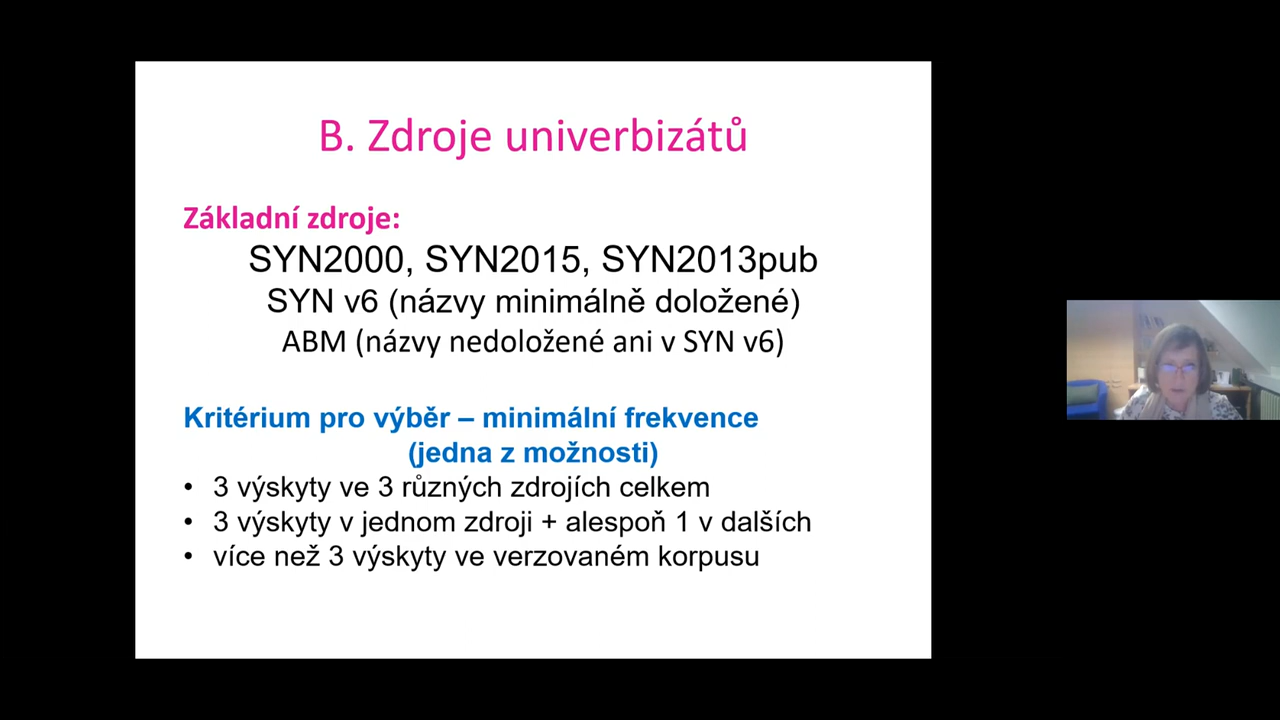 B. Zdroje univerbizátů
Základní zdroje:
SYN2000, SYN2015, SYN2013pub
SYN v6 (názvy minimálně doložené)
ABM (názvy nedoložené ani v SYN v6)
Kritérium pro výběr – minimální frekvence
(jedna z možnosti)
• 3 výskyty ve 3 různých zdrojích celkem
• 3 výskyty v jednom zdroji + alespoň 1 v dalších
• více než 3 výskyty ve verzovaném korpusu